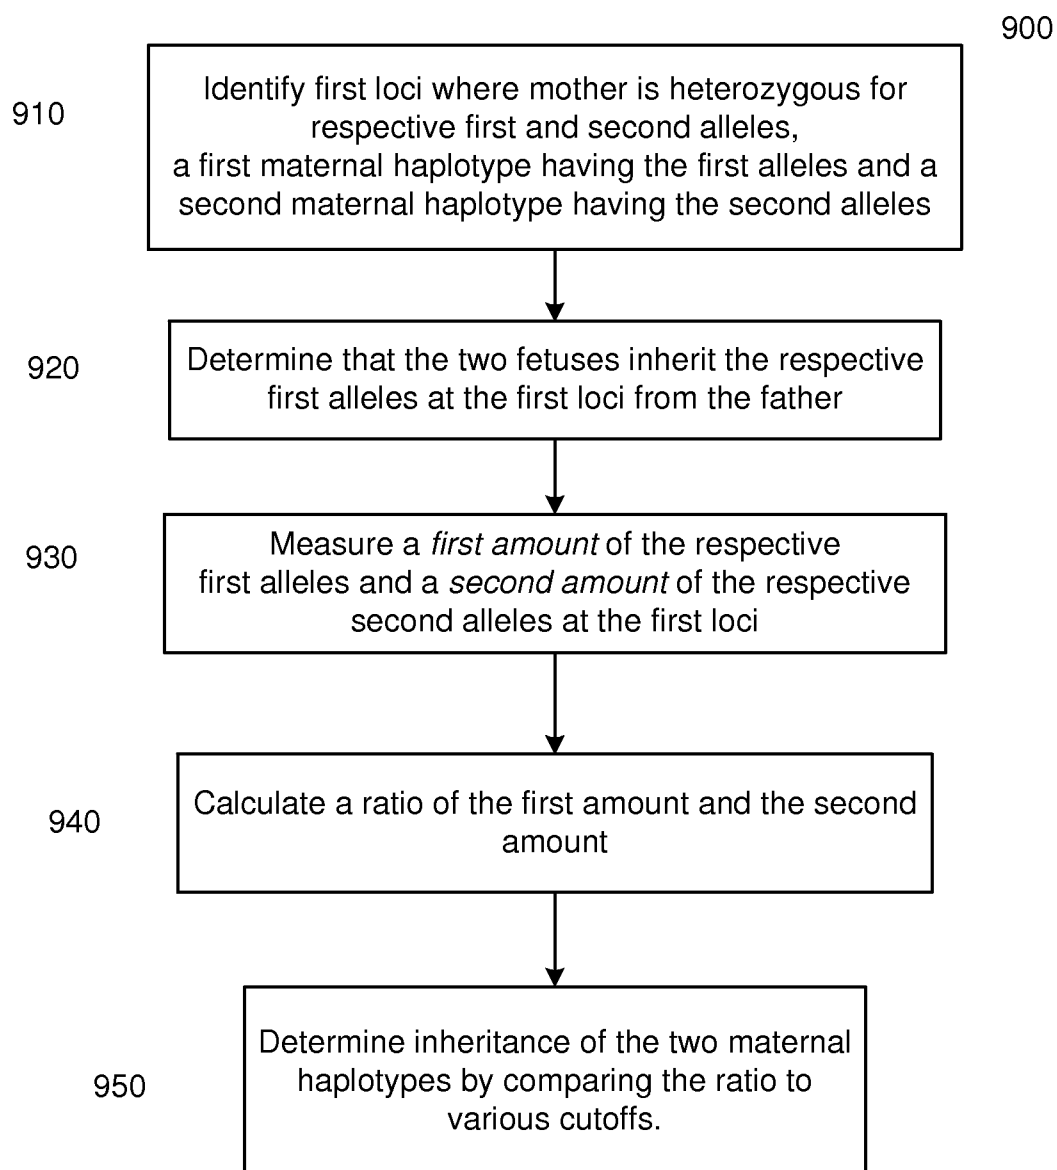 900
910
Identify first loci where mother is heterozygous for
respective first and second alleles,
a first maternal haplotype having the first alleles and a
second maternal haplotype having the second alleles
920
Determine that the two fetuses inherit the respective
first alleles at the first loci from the father
930
Measure a first amount of the respective
first alleles and a second amount of the respective
second alleles at the first loci
940
Calculate a ratio of the first amount and the second
amount
950
Determine inheritance of the two maternal
haplotypes by comparing the ratio to
various cutoffs.